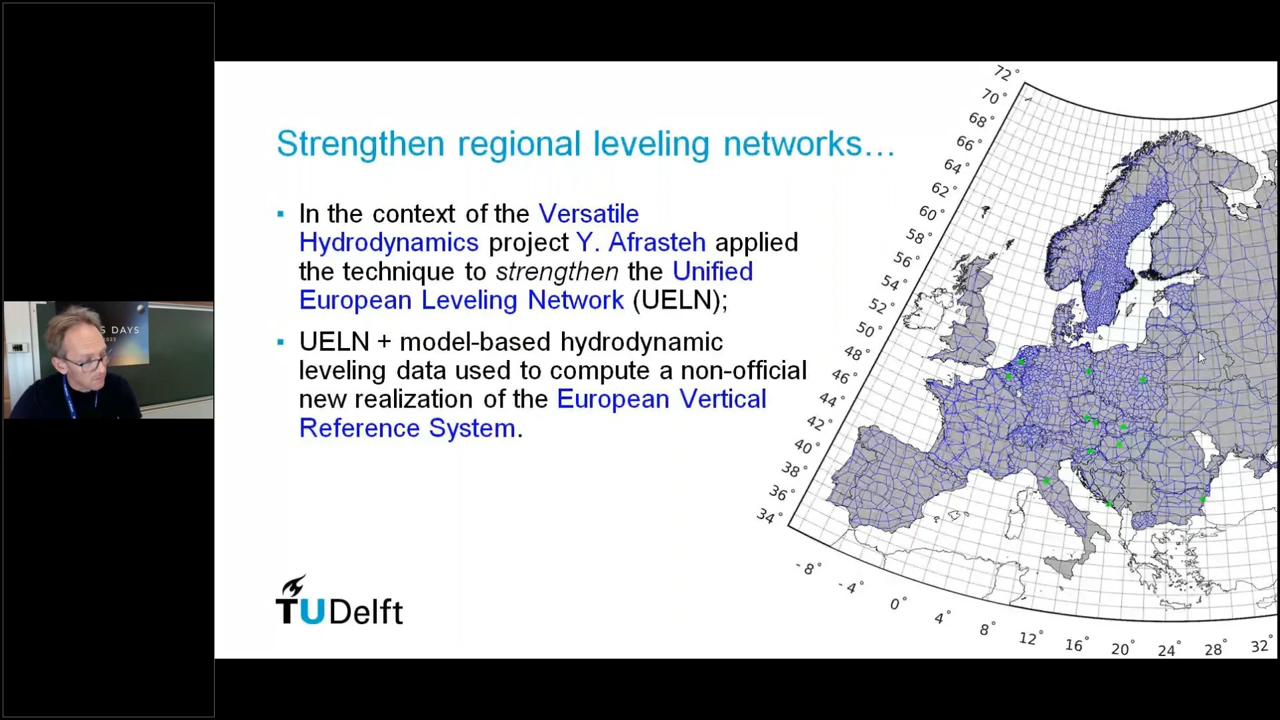 Strengthen regional leveling networks…
▪ In the context of the Versatile
Hydrodynamics project Y. Afrasteh applied
the technique to strengthen the Unified
European Leveling Network (UELN);
▪ UELN + model-based hydrodynamic
leveling data used to compute a non-official
new realization of the European Vertical
Reference System.
TUDelft
72°
70°
68°
66°
64°
62°
60°
58°
56°
54°
52°
50°
48°
46°
44°
42°
40°
38°
36°
34°
-8°
-4°
0°
4°
8°
12°
16°
20°
24°
28°
32°
S DAYS